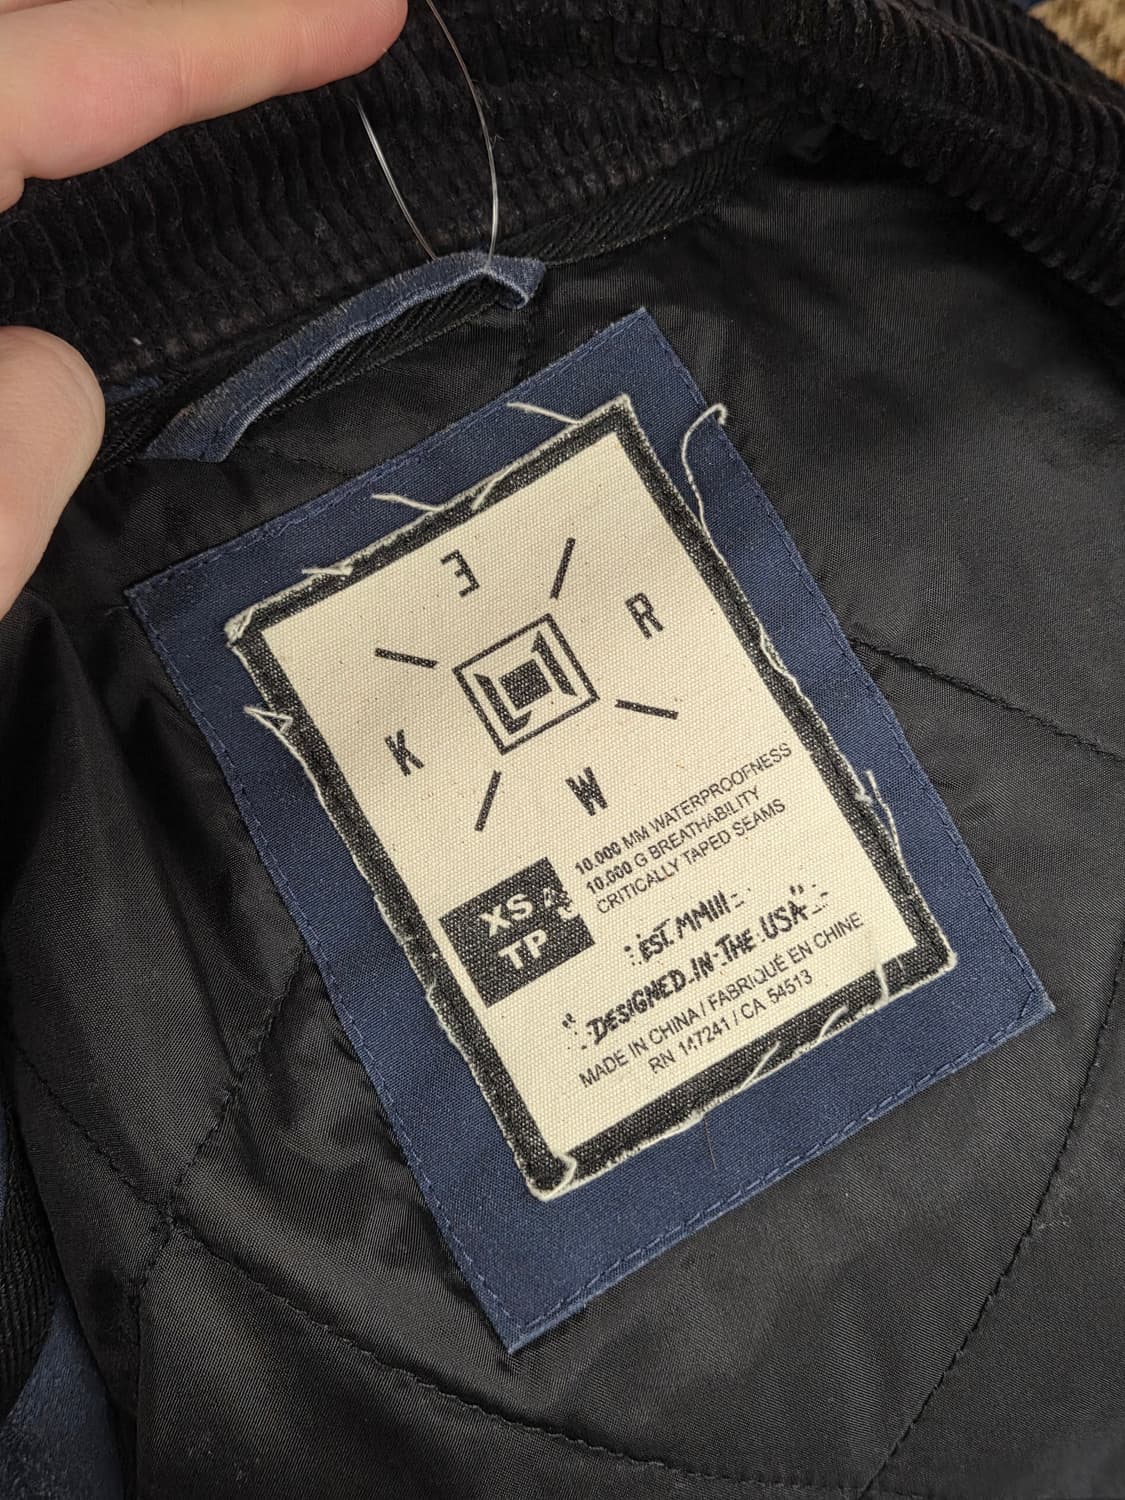 E
R
K
W
10.000 MM WATERPROOFNESS
10.000 G BREATHABILITY
CRITICALLY TAPED SEAMS
XS
TP
EST. MMIII
"DESIGNED IN THE USA"
MADE IN CHINA / FABRIQUÉ EN CHINE
RN 147241 / CA 54513